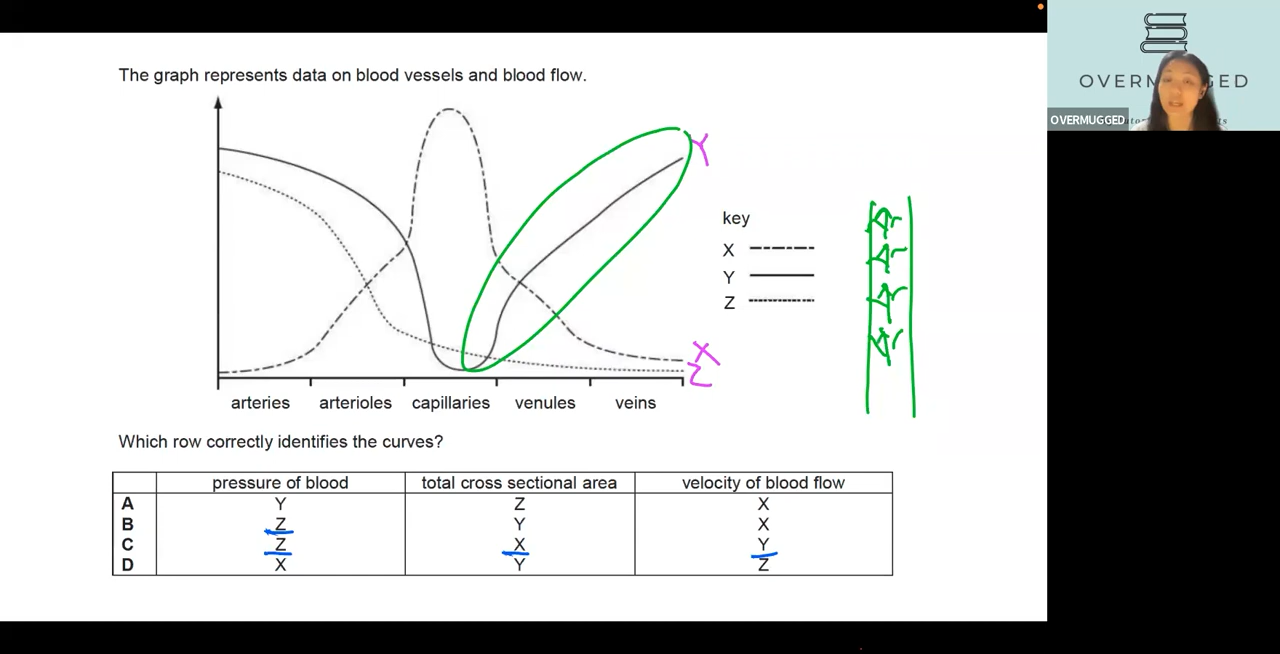 The graph represents data on blood vessels and blood flow.
OVERMUGGED
OVERMUGGED
Y
key
X
Y
Z
X
Z
arteries arterioles capillaries venules veins
Which row correctly identifies the curves?
pressure of blood total cross sectional area velocity of blood flow
A Y Z X
B Z Y X
C Z X Y
D X Y Z